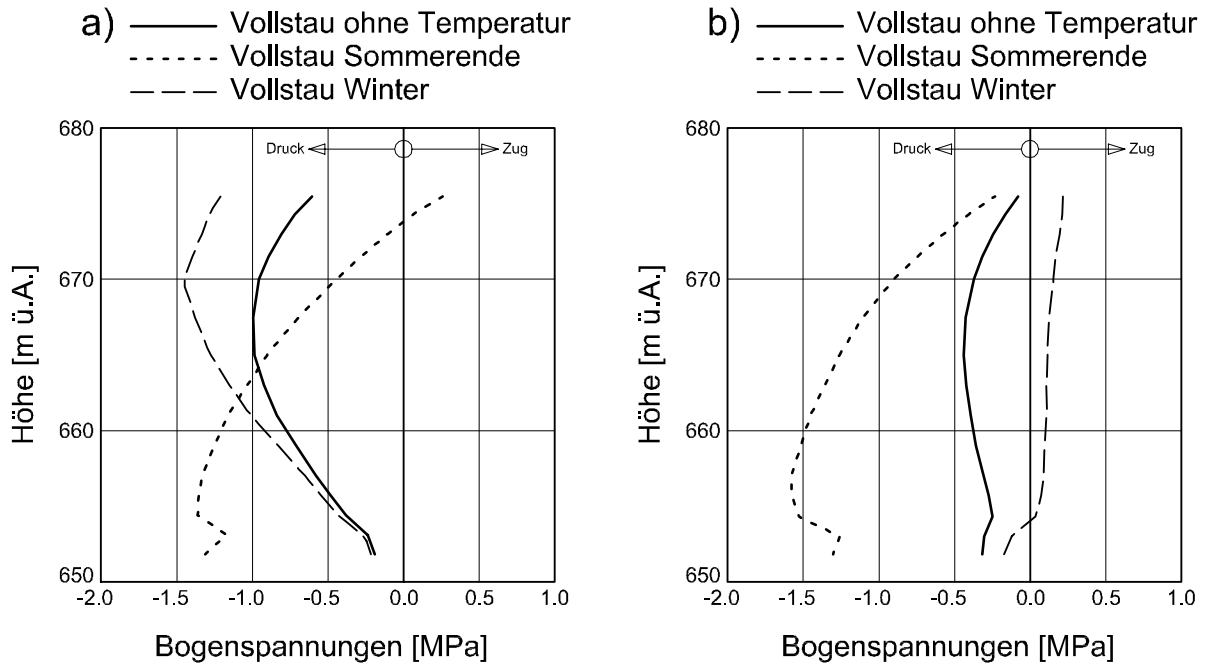 a)
Vollstau ohne Temperatur
Vollstau Sommerende
Vollstau Winter
680
670
660
650
Druck
Zug
Höhe [m ü.A.]
-2.0 -1.5 -1.0 -0.5 0.0 0.5 1.0
Bogenspannungen [MPa]
b)
Vollstau ohne Temperatur
Vollstau Sommerende
Vollstau Winter
680
670
660
650
Druck
Zug
Höhe [m ü.A.]
-2.0 -1.5 -1.0 -0.5 0.0 0.5 1.0
Bogenspannungen [MPa]